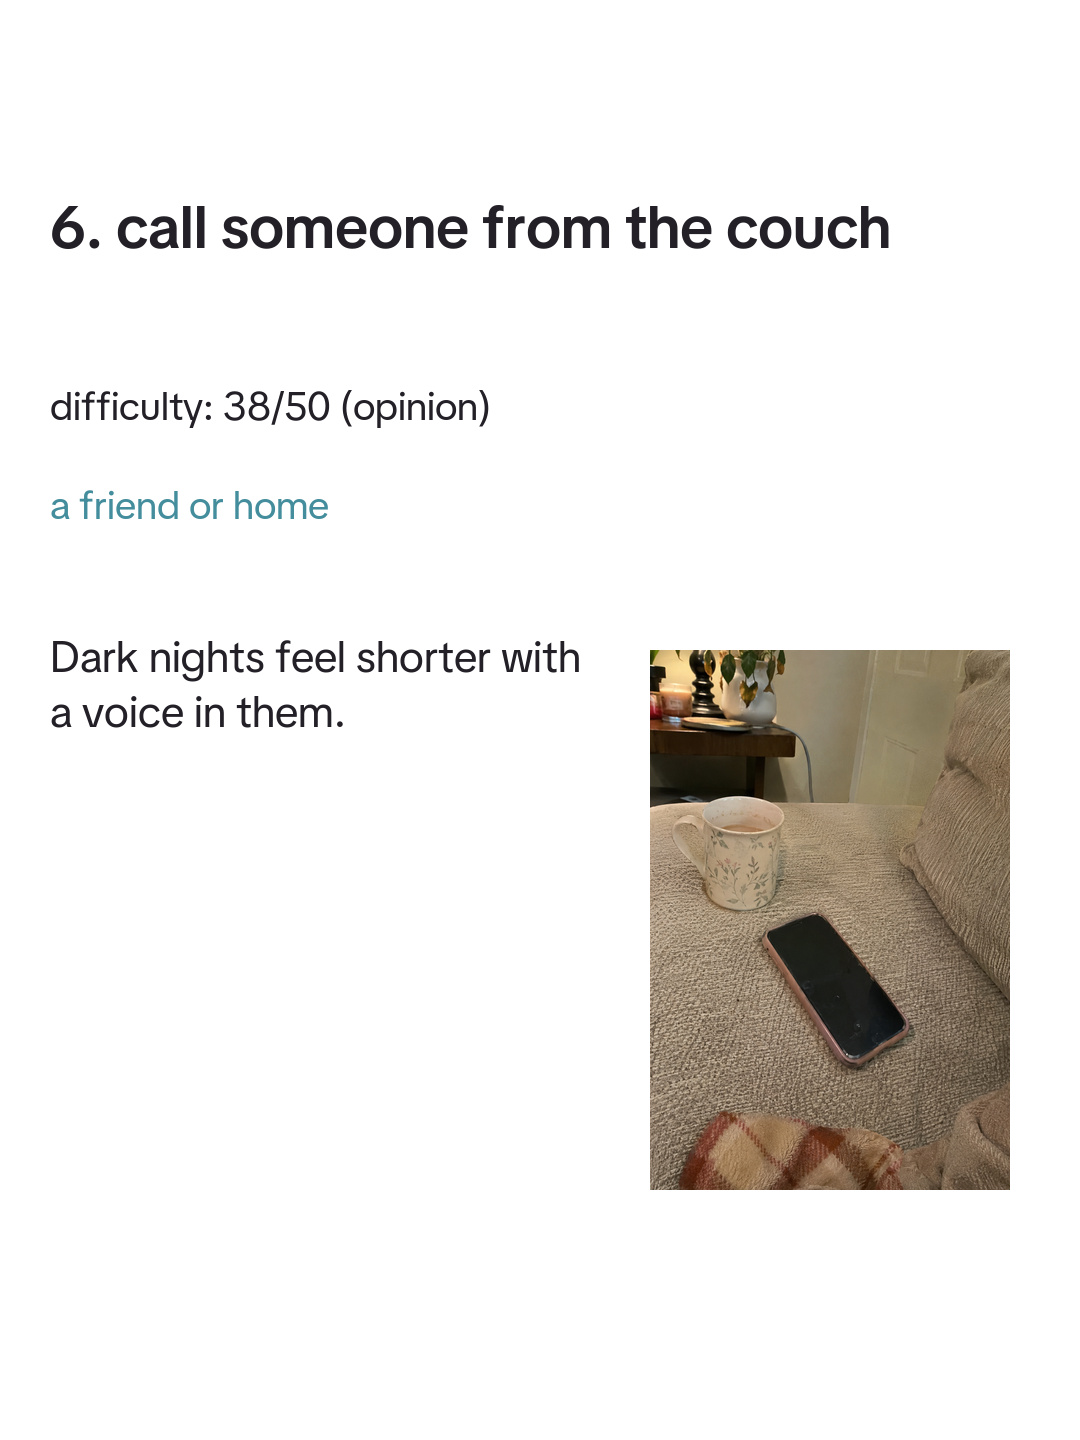 6. call someone from the couch
difficulty: 38/50 (opinion)
a friend or home
Dark nights feel shorter with
a voice in them.